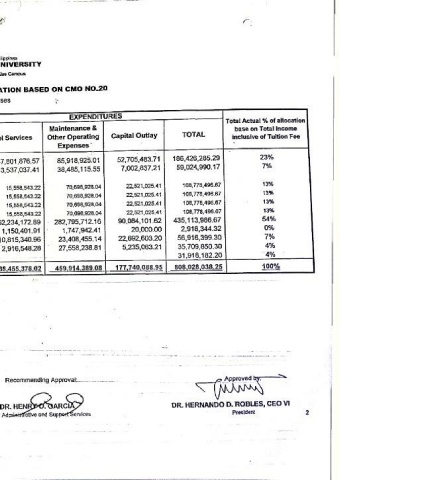 ilippines
NIVERSITY
las Campus
ATION BASED ON CMO NO.20
ses
EXPENDITURES
l Services Maintenance & Other Operating Expenses Capital Outlay TOTAL Total Actual % of allocation base on Total Income inclusive of Tuition Fee
7,801,876.57 85,918,925.01 52,705,483.71 186,426,285.29 23%
3,537,037.41 38,485,115.55 7,002,837.21 59,024,990.17 7%
15,558,543.22 70,698,928.04 22,521,025.41 108,778,496.67 13%
15,558,543.22 70,698,928.04 22,521,025.41 108,778,496.67 13%
15,558,543.22 70,698,928.04 22,521,025.41 108,778,496.67 13%
15,558,543.22 70,698,928.04 22,521,025.41 108,778,496.67 13%
2,234,172.89 282,795,712.16 90,084,101.62 435,113,986.67 54%
1,150,401.91 1,747,942.41 20,000.00 2,918,344.32 0%
0,815,340.96 23,408,455.14 22,692,603.20 56,916,399.30 7%
2,916,548.28 27,558,238.81 5,235,063.21 35,709,850.30 4%
31,918,182.20 4%
38,455,378.02 459,914,389.08 177,740,088.95 808,028,038.25 100%
Recommending Approval: Approved by:
DR. HENRY D. GARCIA DR. HERNANDO D. ROBLES, CEO VI
Administrative and Support Services President 2